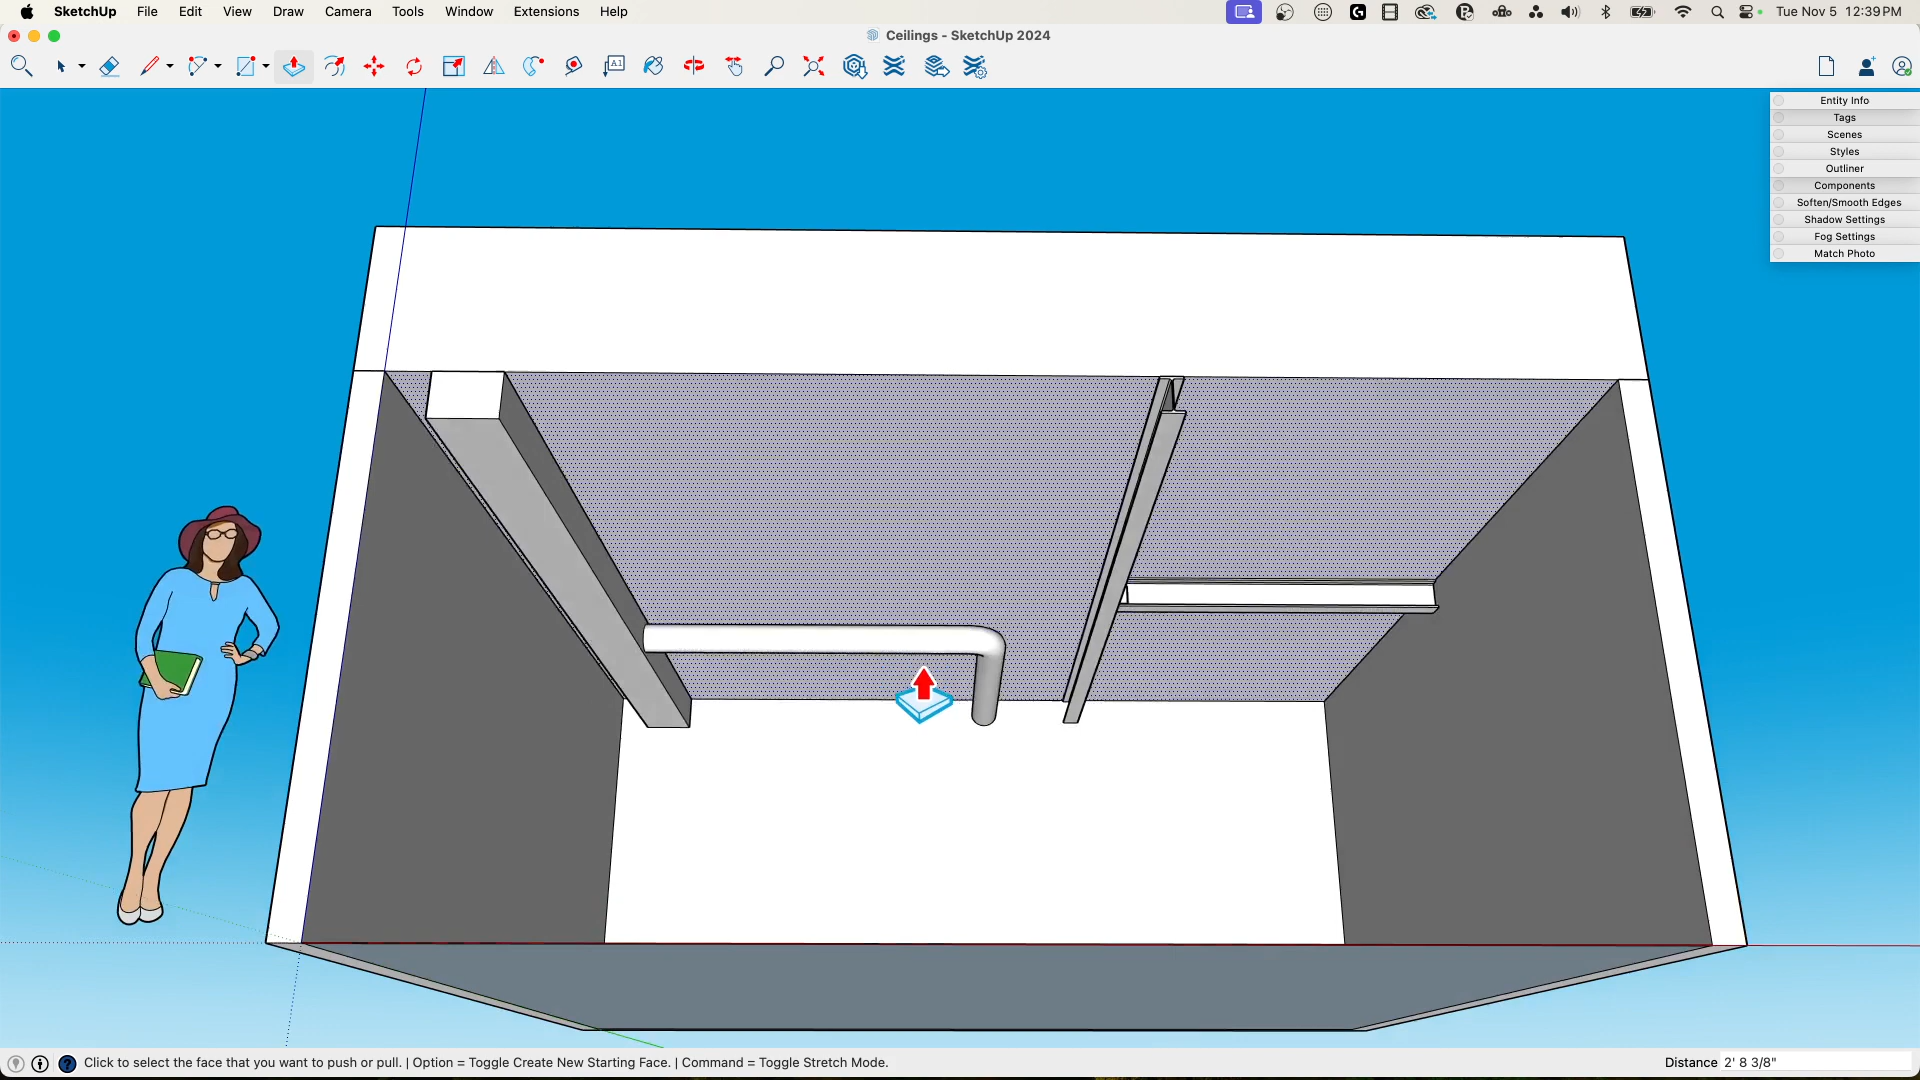 SketchUp File Edit View Draw Camera Tools Window Extensions Help Tue Nov 5 12:39 PM
Ceilings - SketchUp 2024
A1
Entity Info
Tags
Scenes
Styles
Outliner
Components
Soften/Smooth Edges
Shadow Settings
Fog Settings
Match Photo
Click to select the face that you want to push or pull. | Option = Toggle Create New Starting Face. | Command = Toggle Stretch Mode. Distance 2' 8 3/8"